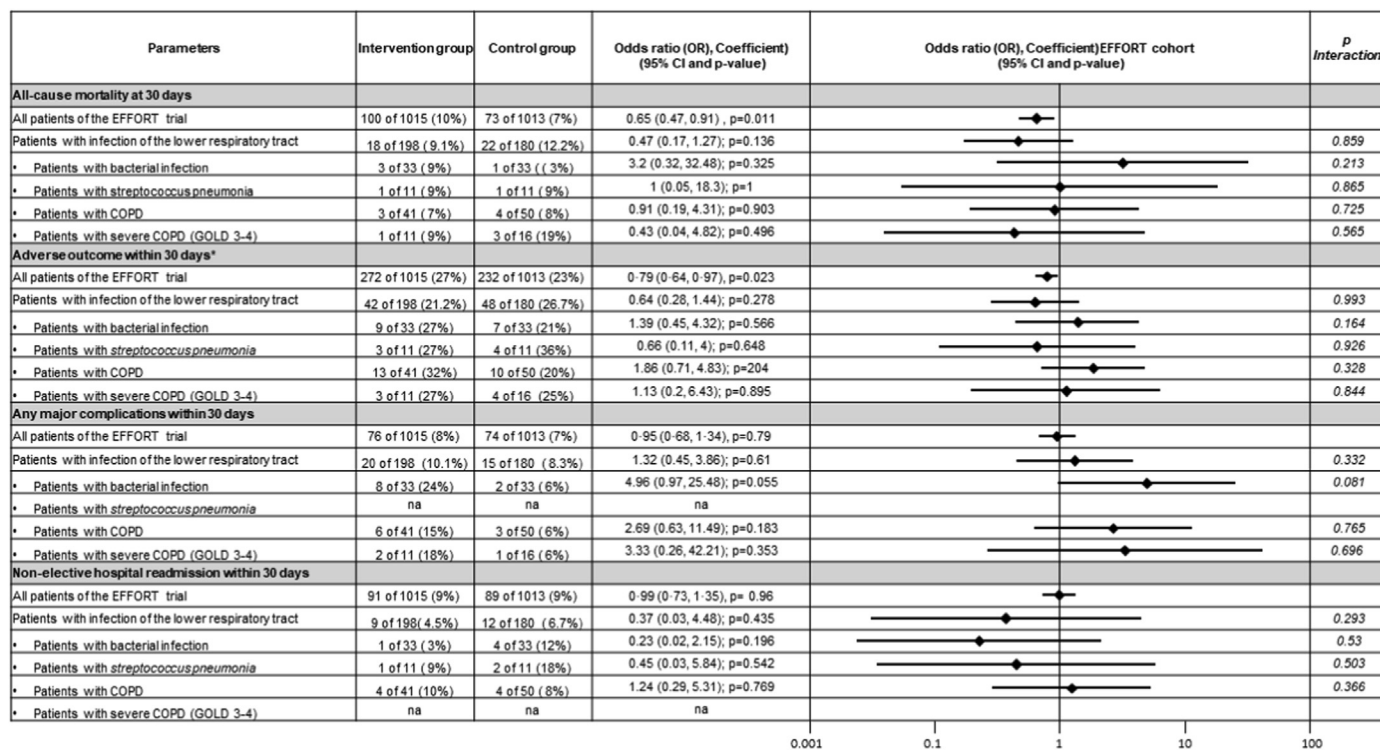 Parameters Intervention group Control group Odds ratio (OR), Coefficient) Odds ratio (OR), Coefficient)EFFORT cohort p
(95% CI and p-value) (95% CI and p-value) Interaction
All-cause mortality at 30 days
All patients of the EFFORT trial 100 of 1015 (10%) 73 of 1013 (7%) 0.65 (0.47, 0.91) , p=0.011
Patients with infection of the lower respiratory tract 18 of 198 (9.1%) 22 of 180 (12.2%) 0.47 (0.17, 1.27); p=0.136 0.859
• Patients with bacterial infection 3 of 33 (9%) 1 of 33 (( 3%) 3.2 (0.32, 32.48); p=0.325 0.213
• Patients with streptococcus pneumonia 1 of 11 (9%) 1 of 11 (9%) 1 (0.05, 18.3); p=1 0.865
• Patients with COPD 3 of 41 (7%) 4 of 50 (8%) 0.91 (0.19, 4.31); p=0.903 0.725
• Patients with severe COPD (GOLD 3-4) 1 of 11 (9%) 3 of 16 (19%) 0.43 (0.04, 4.82); p=0.496 0.565
Adverse outcome within 30 days*
All patients of the EFFORT trial 272 of 1015 (27%) 232 of 1013 (23%) 0·79 (0·64, 0·97), p=0.023
Patients with infection of the lower respiratory tract 42 of 198 (21.2%) 48 of 180 (26.7%) 0.64 (0.28, 1.44); p=0.278 0.993
• Patients with bacterial infection 9 of 33 (27%) 7 of 33 (21%) 1.39 (0.45, 4.32); p=0.566 0.164
• Patients with streptococcus pneumonia 3 of 11 (27%) 4 of 11 (36%) 0.66 (0.11, 4); p=0.648 0.926
• Patients with COPD 13 of 41 (32%) 10 of 50 (20%) 1.86 (0.71, 4.83); p=204 0.328
• Patients with severe COPD (GOLD 3-4) 3 of 11 (27%) 4 of 16 (25%) 1.13 (0.2, 6.43); p=0.895 0.844
Any major complications within 30 days
All patients of the EFFORT trial 76 of 1015 (8%) 74 of 1013 (7%) 0·95 (0·68, 1·34), p=0.79
Patients with infection of the lower respiratory tract 20 of 198 (10.1%) 15 of 180 (8.3%) 1.32 (0.45, 3.86); p=0.61 0.332
• Patients with bacterial infection 8 of 33 (24%) 2 of 33 (6%) 4.96 (0.97, 25.48); p=0.055 0.081
• Patients with streptococcus pneumonia na na na
• Patients with COPD 6 of 41 (15%) 3 of 50 (6%) 2.69 (0.63, 11.49); p=0.183 0.765
• Patients with severe COPD (GOLD 3-4) 2 of 11 (18%) 1 of 16 (6%) 3.33 (0.26, 42.21); p=0.353 0.696
Non-elective hospital readmission within 30 days
All patients of the EFFORT trial 91 of 1015 (9%) 89 of 1013 (9%) 0·99 (0·73, 1·35), p= 0.96
Patients with infection of the lower respiratory tract 9 of 198( 4.5%) 12 of 180 (6.7%) 0.37 (0.03, 4.48); p=0.435 0.293
• Patients with bacterial infection 1 of 33 (3%) 4 of 33 (12%) 0.23 (0.02, 2.15); p=0.196 0.53
• Patients with streptococcus pneumonia 1 of 11 (9%) 2 of 11 (18%) 0.45 (0.03, 5.84); p=0.542 0.503
• Patients with COPD 4 of 41 (10%) 4 of 50 (8%) 1.24 (0.29, 5.31); p=0.769 0.366
• Patients with severe COPD (GOLD 3-4) na na na
0.001 0.1 1 10 100